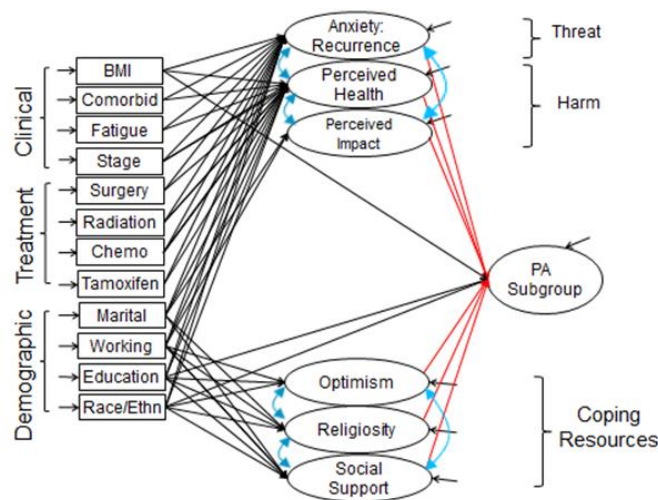 Clinical
BMI
Comorbid
Fatigue
Stage
Treatment
Surgery
Radiation
Chemo
Tamoxifen
Demographic
Marital
Working
Education
Race/Ethn
Anxiety:
Recurrence
Perceived
Health
Perceived
Impact
Threat
Harm
PA
Subgroup
Optimism
Religiosity
Social
Support
Coping
Resources